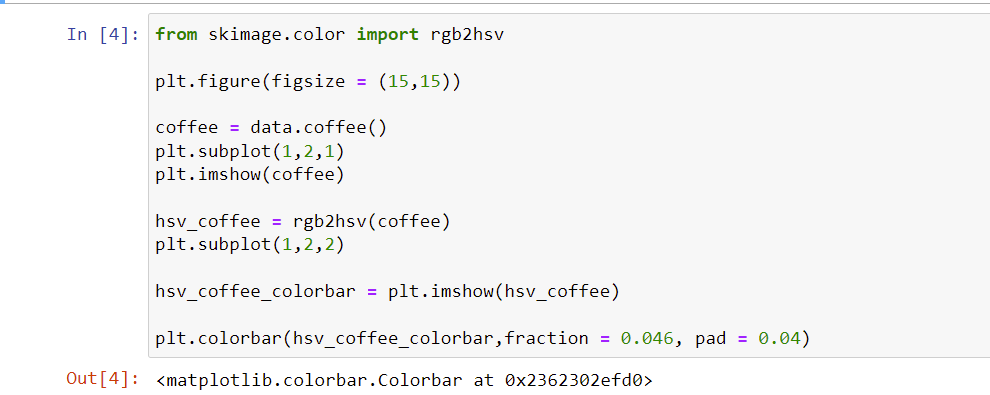 In [4]: from skimage.color import rgb2hsv
plt.figure(figsize = (15,15))
coffee = data.coffee()
plt.subplot(1,2,1)
plt.imshow(coffee)
hsv_coffee = rgb2hsv(coffee)
plt.subplot(1,2,2)
hsv_coffee_colorbar = plt.imshow(hsv_coffee)
plt.colorbar(hsv_coffee_colorbar,fraction = 0.046, pad = 0.04)
Out[4]: <matplotlib.colorbar.Colorbar at 0x2362302efd0>